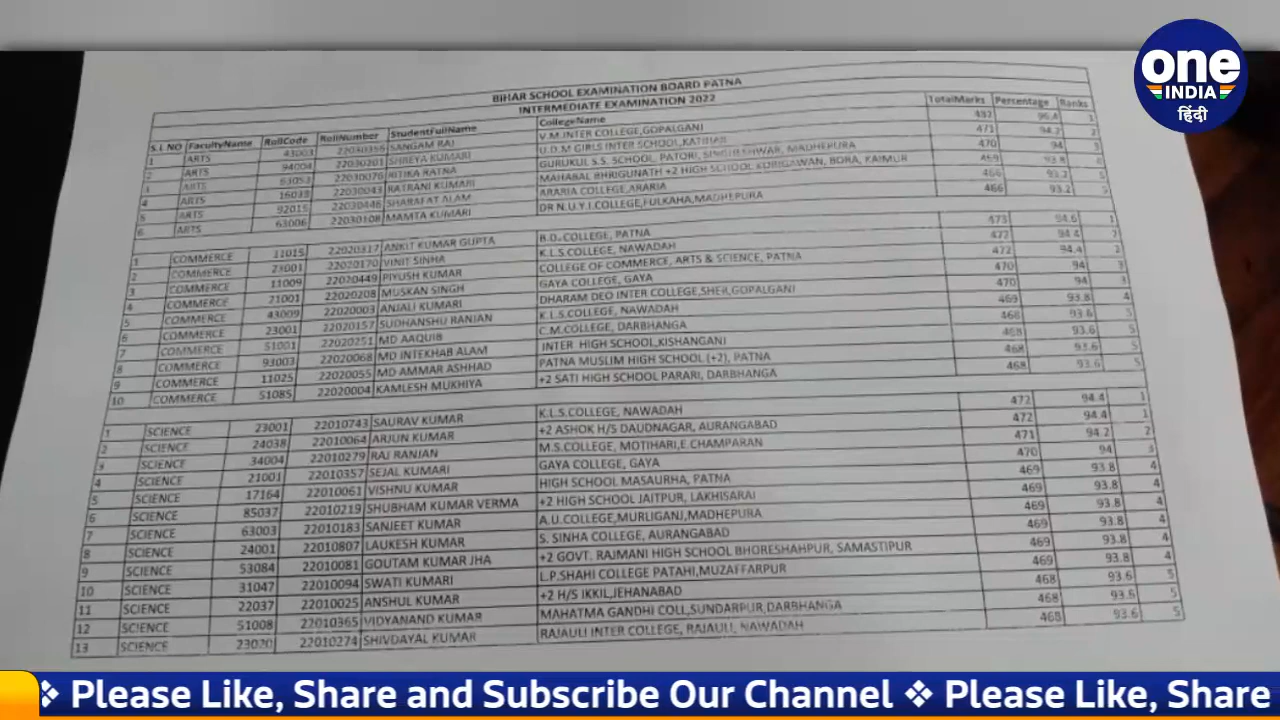 one
INDIA
हिंदी
BIHAR SCHOOL EXAMINATION BOARD PATNA
INTERMEDIATE EXAMINATION 2022
S.L NO FacultyName RollCode RollNumber StudentFullName CollegeName TotalMarks Percentage Ranks
1 ARTS 43003 22030356 SANGAM RAJ V.M.INTER COLLEGE,GOPALGANJ 482 96.4 1
2 ARTS 94004 22030201 SHREYA KUMARI U.D.M GIRLS INTER SCHOOL,KATIHAR 471 94.2 2
3 ARTS 63053 22030076 RITIKA RATNA GURUKUL S.S. SCHOOL, PATORI, SINGHESHWAR, MADHEPURA 470 94 3
4 ARTS 16033 22030043 RATRANI KUMARI MAHABAL BHRIGUNATH +2 HIGH SCHOOL KORIGAWAN, BORA, KAIMUR 469 93.8 4
5 ARTS 92015 22030446 SHARAFAT ALAM ARARIA COLLEGE,ARARIA 466 93.2 5
6 ARTS 63006 22030108 MAMTA KUMARI DR N.U.Y.I.COLLEGE,FULKAHA,MADHEPURA 466 93.2 5
1 COMMERCE 11015 22020317 ANKIT KUMAR GUPTA B.D. COLLEGE, PATNA 473 94.6 1
2 COMMERCE 23001 22020170 VINIT SINHA K.L.S COLLEGE, NAWADAH 472 94.4 2
3 COMMERCE 11009 22020449 PIYUSH KUMAR COLLEGE OF COMMERCE, ARTS & SCIENCE, PATNA 472 94.4 2
4 COMMERCE 21001 22020208 MUSKAN SINGH GAYA COLLEGE, GAYA 470 94 3
5 COMMERCE 43009 22020003 ANJALI KUMARI DHARAM DEO INTER COLLEGE,SHER,GOPALGANJ 470 94 3
6 COMMERCE 23001 22020157 SUDHANSHU RANJAN K.L.S COLLEGE, NAWADAH 469 93.8 4
7 COMMERCE 51001 22020251 MD AAQUIB C.M.COLLEGE, DARBHANGA 468 93.6 5
8 COMMERCE 93003 22020068 MD INTEKHAB ALAM INTER HIGH SCHOOL,KISHANGANJ 468 93.6 5
9 COMMERCE 11025 22020055 MD AMMAR ASHHAD PATNA MUSLIM HIGH SCHOOL (+2), PATNA 468 93.6 5
10 COMMERCE 51085 22020004 KAMLESH MUKHIYA +2 SATI HIGH SCHOOL PARARI, DARBHANGA 468 93.6 5
1 SCIENCE 23001 22010743 SAURAV KUMAR K.L.S.COLLEGE, NAWADAH 472 94.4 1
2 SCIENCE 24038 22010064 ARJUN KUMAR +2 ASHOK H/S DAUDNAGAR, AURANGABAD 472 94.4 1
3 SCIENCE 34004 22010279 RAJ RANJAN M.S.COLLEGE, MOTIHARI,E.CHAMPARAN 471 94.2 2
4 SCIENCE 21001 22010357 SEJAL KUMARI GAYA COLLEGE, GAYA 470 94 3
5 SCIENCE 17164 22010061 VISHNU KUMAR HIGH SCHOOL MASAURHA, PATNA 469 93.8 4
6 SCIENCE 85037 22010219 SHUBHAM KUMAR VERMA +2 HIGH SCHOOL JAITPUR, LAKHISARAI 469 93.8 4
7 SCIENCE 63003 22010183 SANJEET KUMAR A.U.COLLEGE,MURLIGANJ,MADHEPURA 469 93.8 4
8 SCIENCE 24001 22010807 LAUKESH KUMAR S. SINHA COLLEGE, AURANGABAD 469 93.8 4
9 SCIENCE 53084 22010081 GOUTAM KUMAR JHA +2 GOVT. RAJMANI HIGH SCHOOL BHORESHAHPUR, SAMASTIPUR 469 93.8 4
10 SCIENCE 31047 22010094 SWATI KUMARI L.P.SHAHI COLLEGE PATAHI,MUZAFFARPUR 469 93.8 4
11 SCIENCE 22037 22010025 ANSHUL KUMAR +2 H/S IKKIL,JEHANABAD 468 93.6 5
12 SCIENCE 51008 22010365 VIDYANAND KUMAR MAHATMA GANDHI COLL,SUNDARPUR,DARBHANGA 468 93.6 5
13 SCIENCE 23020 22010274 SHIVDAYAL KUMAR RAJAULI INTER COLLEGE, RAJAULI, NAWADAH 468 93.6 5
❖ Please Like, Share and Subscribe Our Channel ❖ Please Like, Share